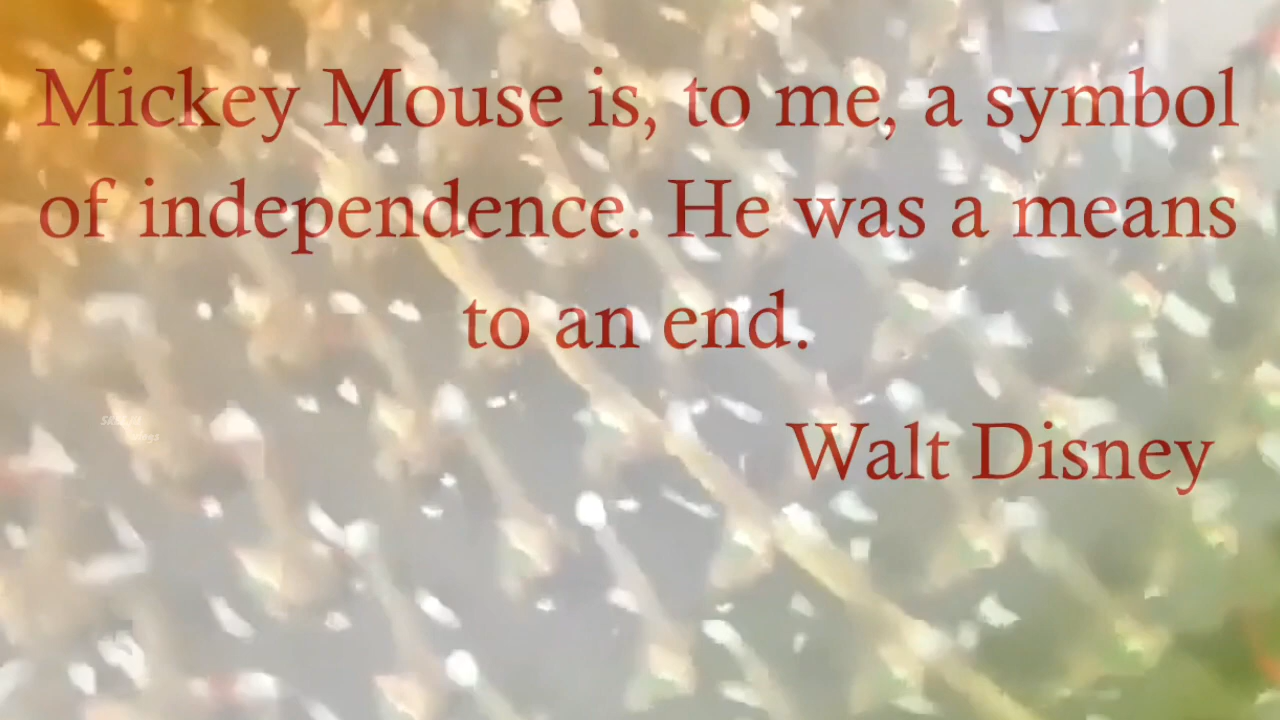 Mickey Mouse is, to me, a symbol
of independence. He was a means
to an end.
Walt Disney